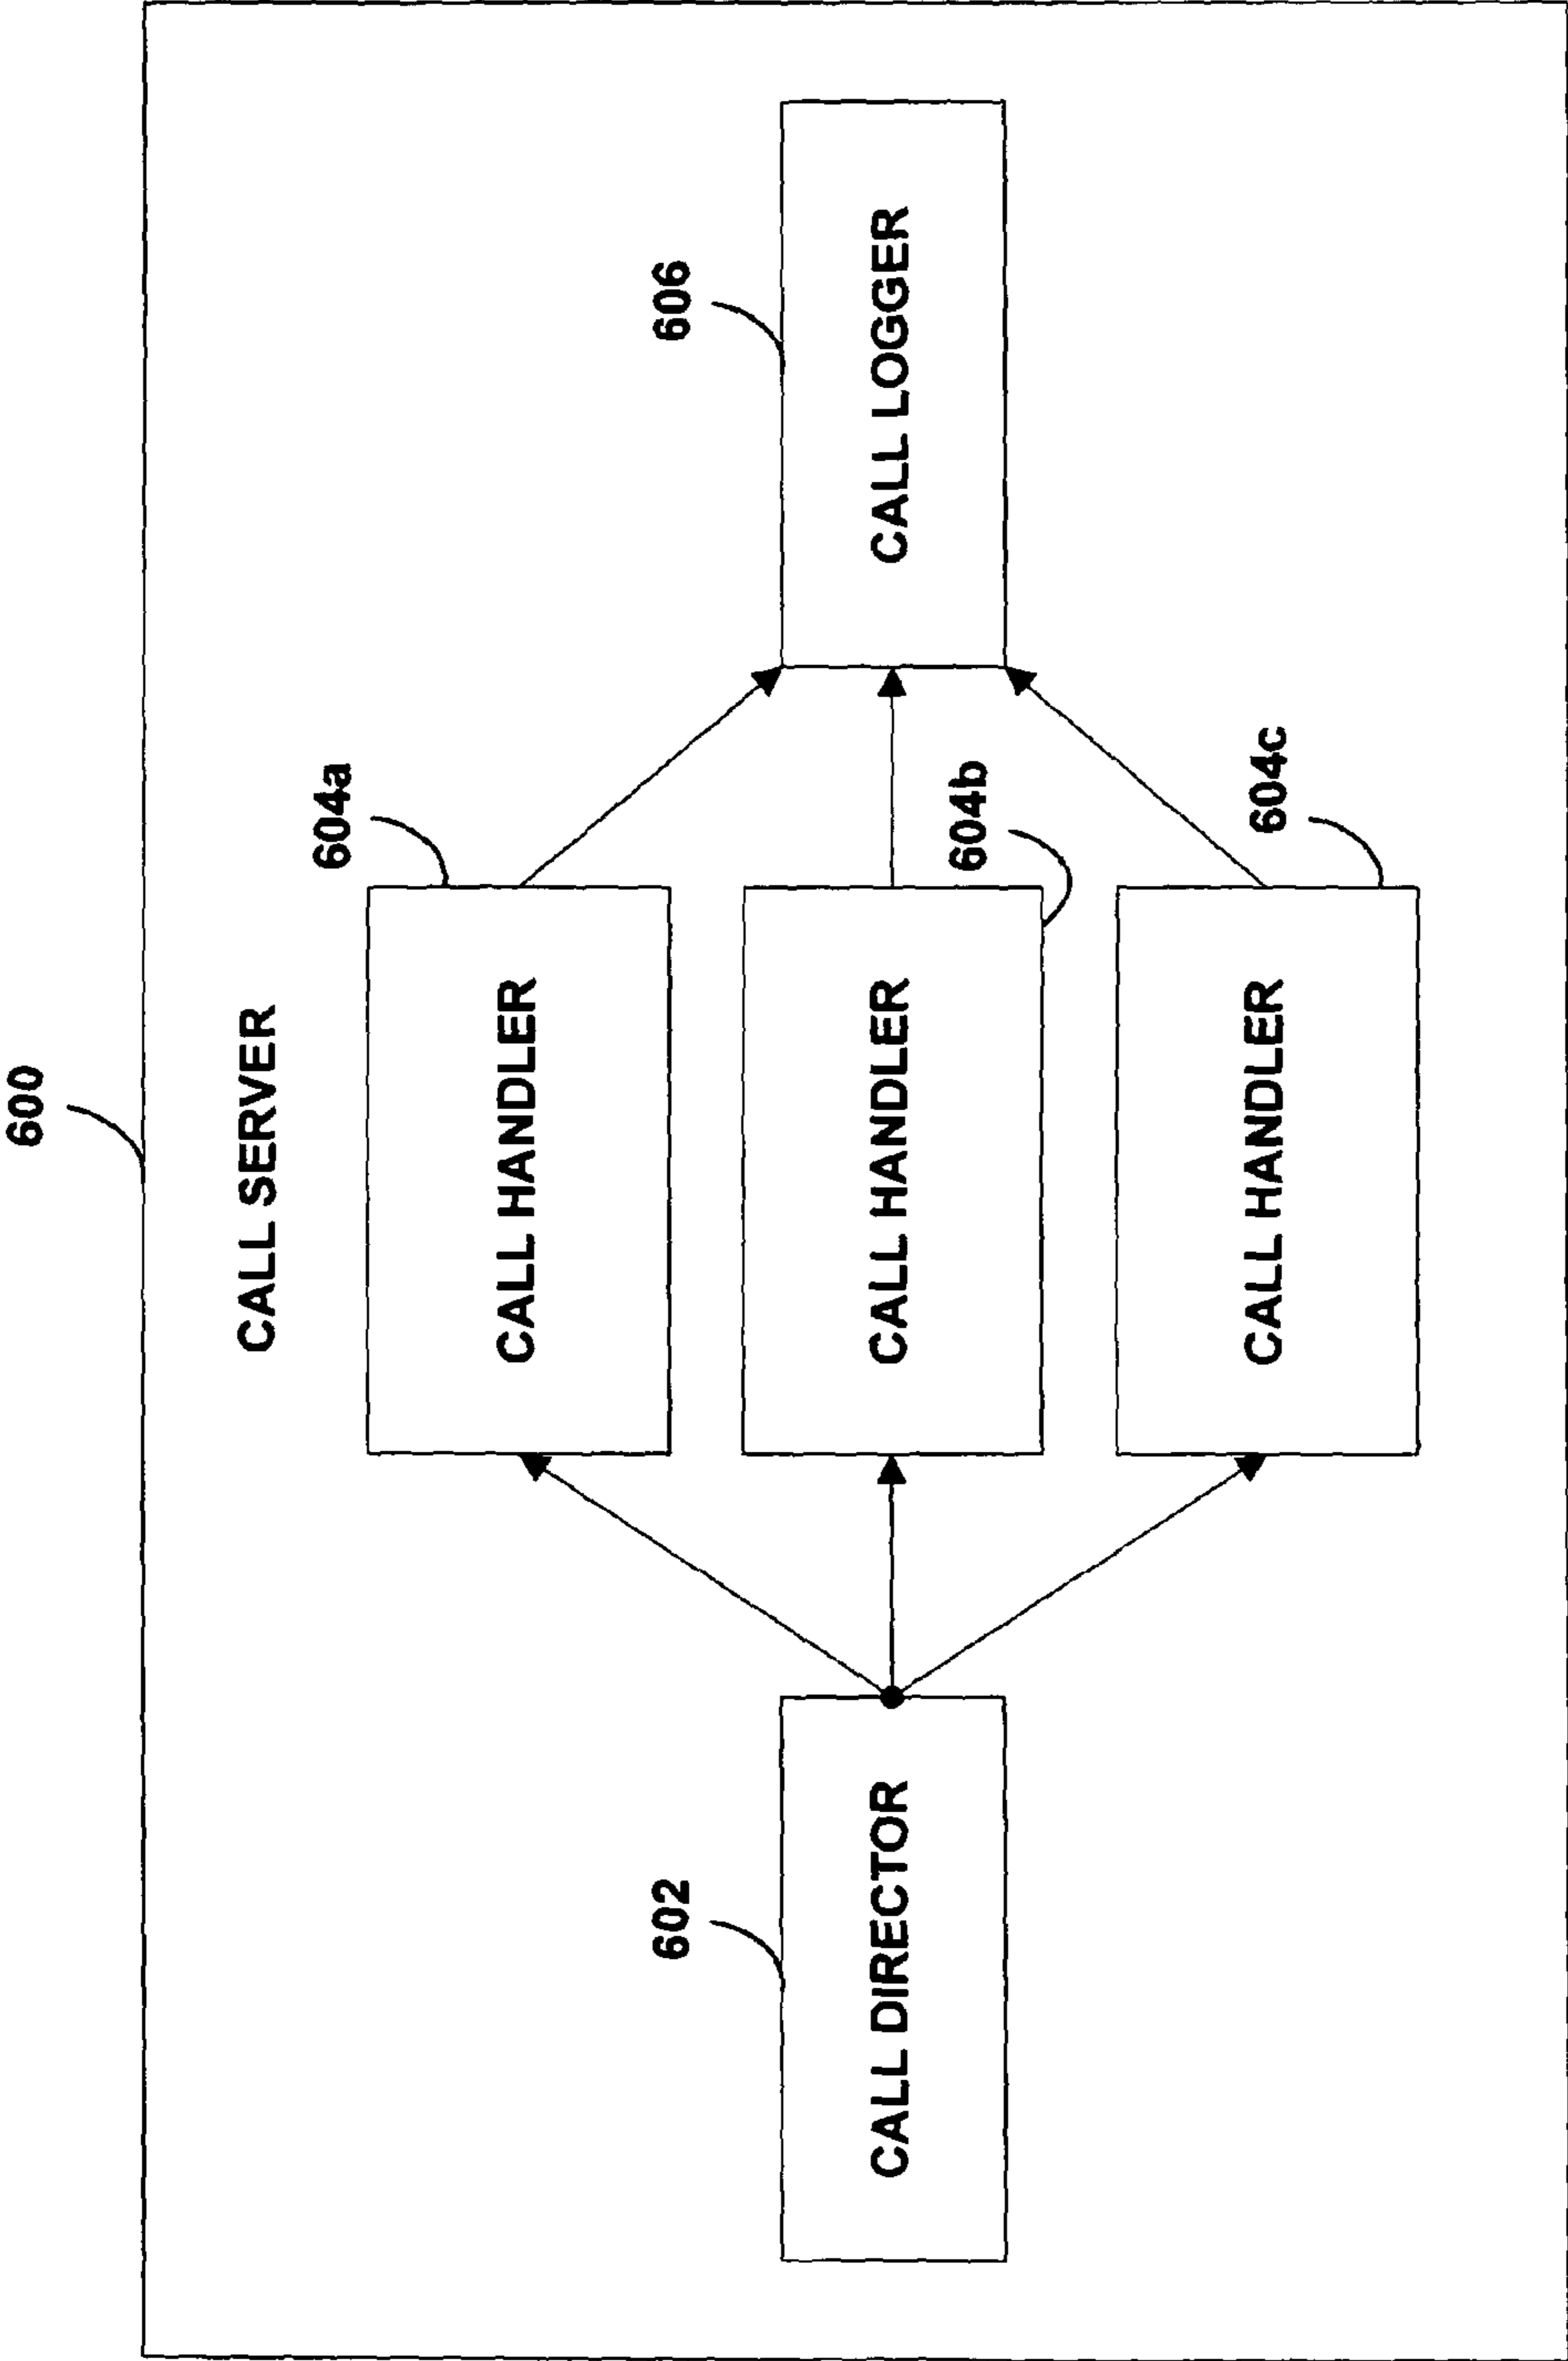 600
CALL SERVER
604a
CALL HANDLER
602
CALL DIRECTOR
604b
CALL HANDLER
606
CALL LOGGER
604c
CALL HANDLER